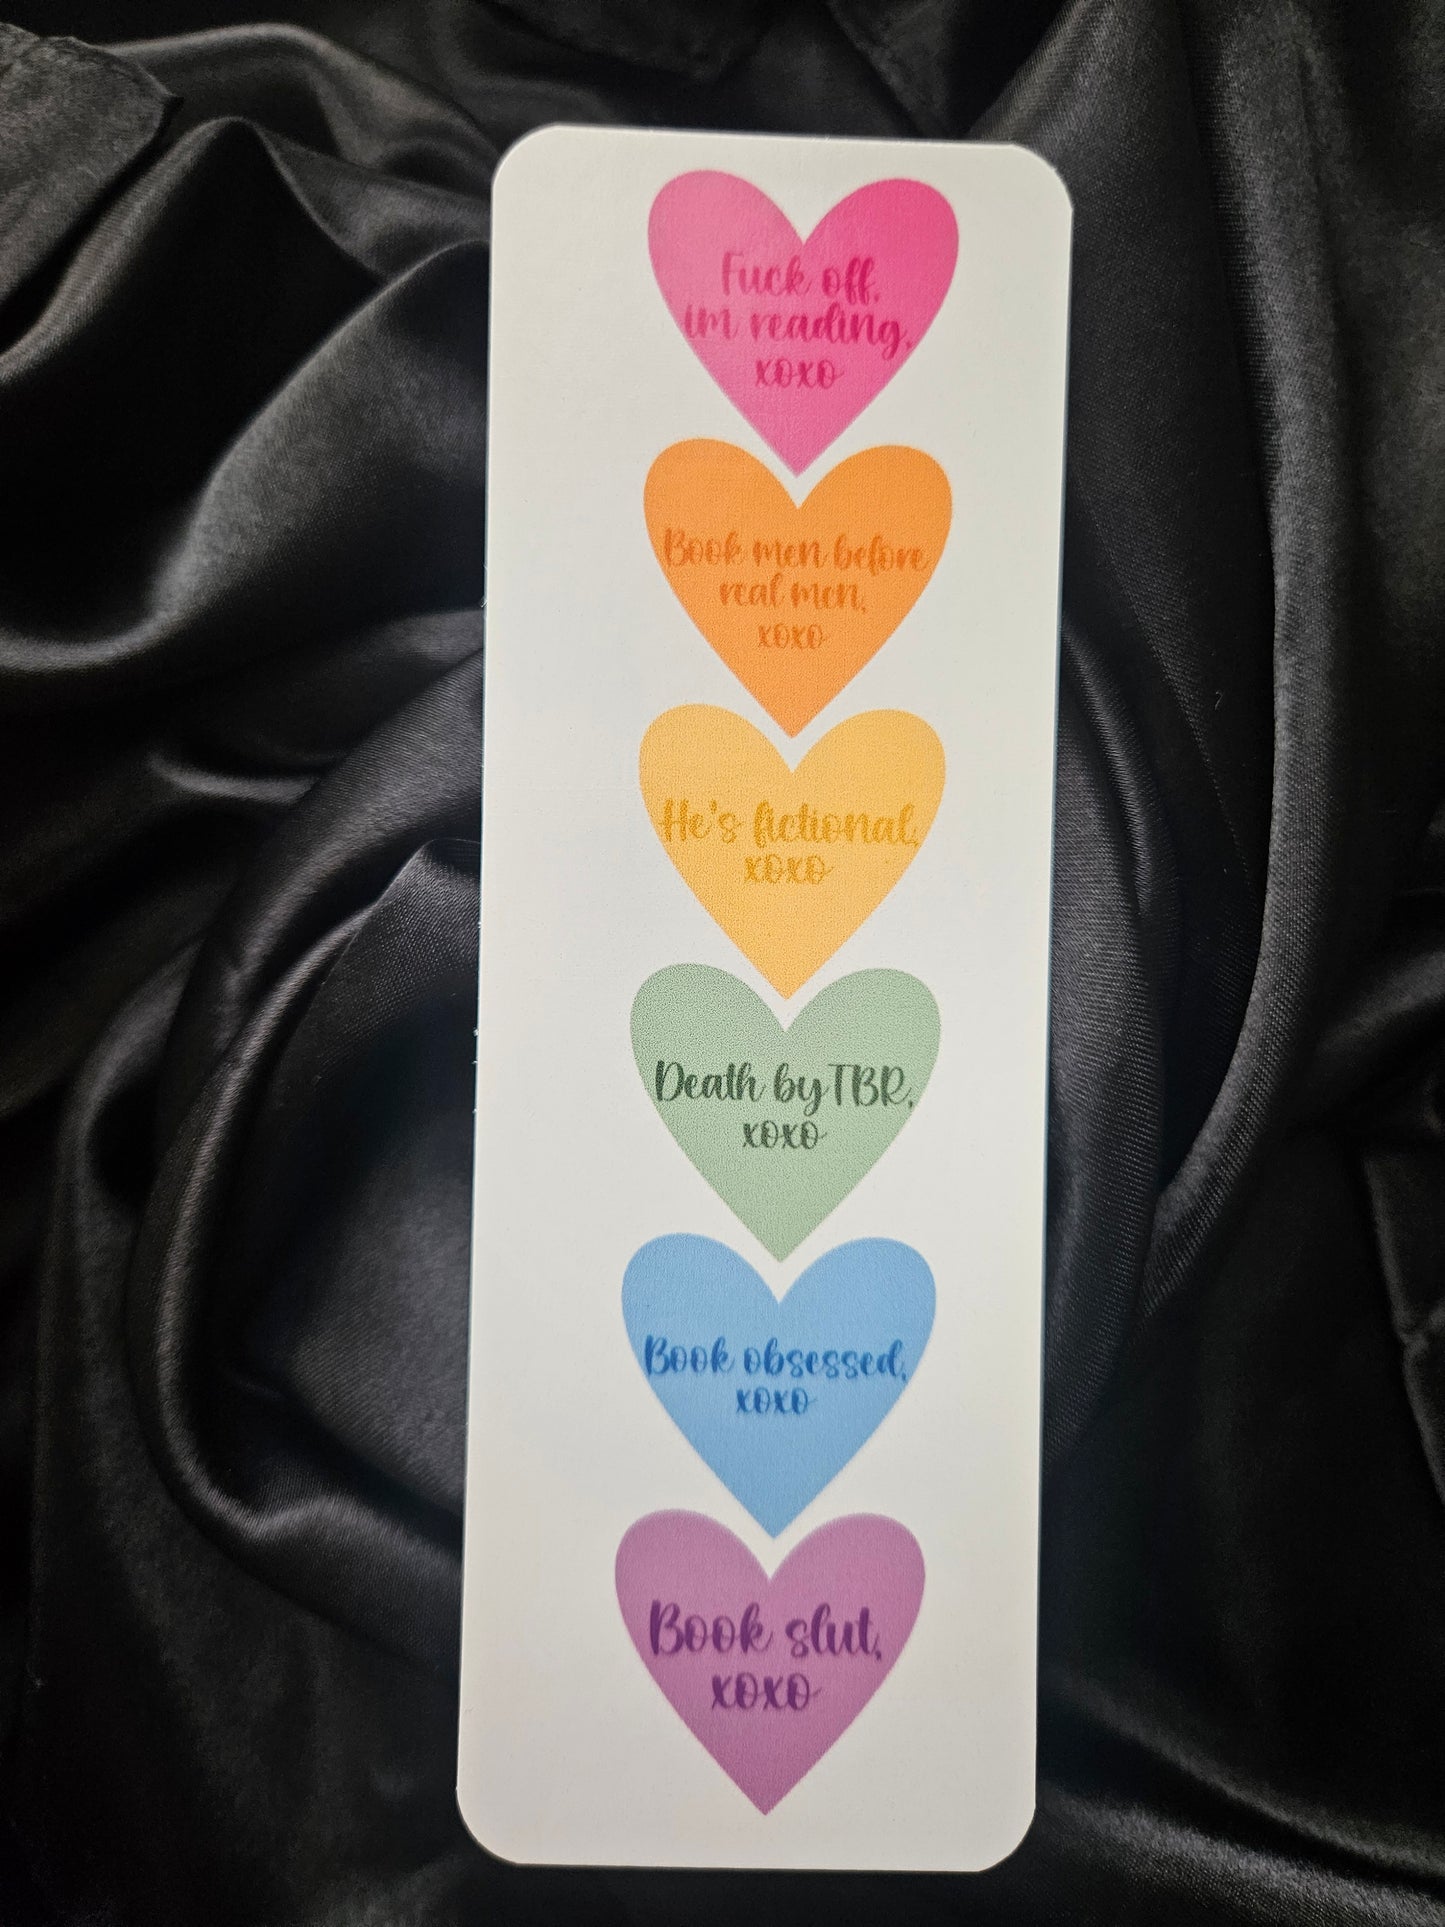 Fuck off,
im reading,
xoxo
Book men before
real men,
xoxo
He's fictional,
xoxo
Death by TBR,
xoxo
Book obsessed,
xoxo
Book slut,
xoxo